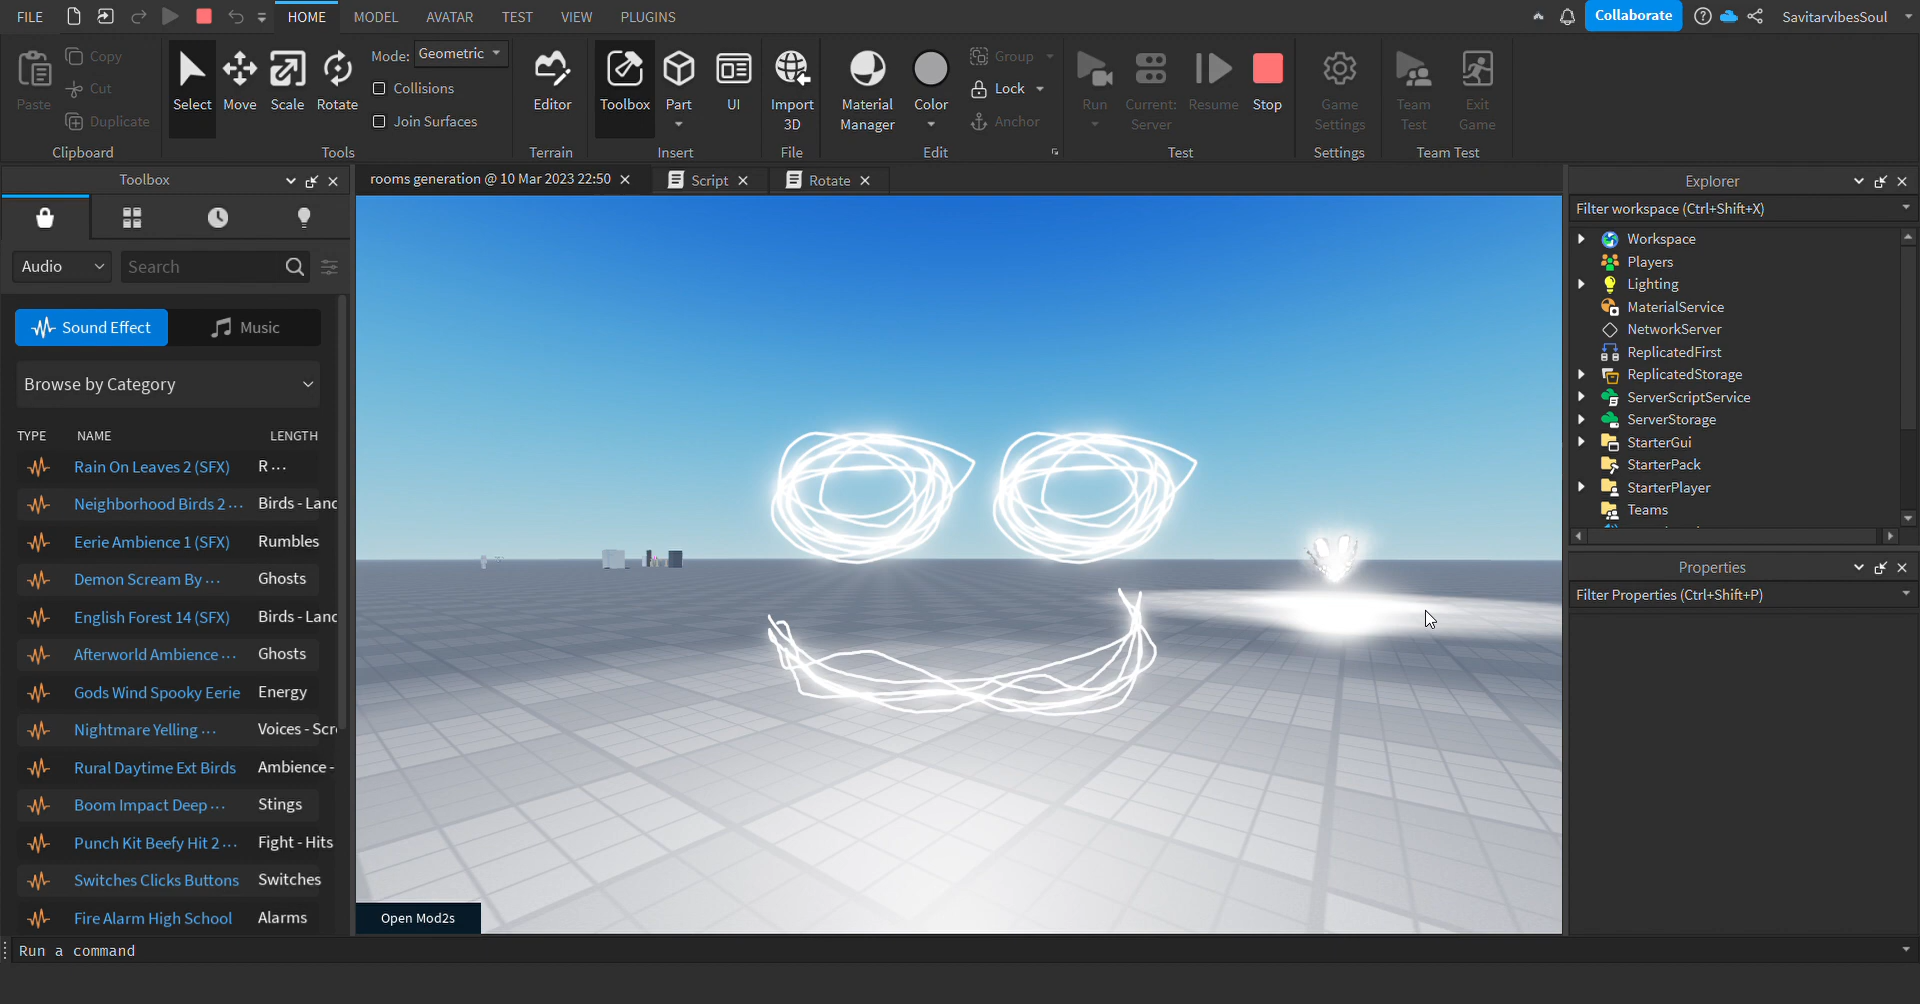 FILE
HOME
MODEL
AVATAR
TEST
VIEW
PLUGINS
Collaborate
SavitarvibesSoul
Paste
Copy
Cut
Duplicate
Clipboard
Select
Move
Scale
Rotate
Mode: Geometric
Collisions
Join Surfaces
Tools
Editor
Terrain
Toolbox
Part
UI
Insert
Import
3D
File
Material
Manager
Color
Group
Lock
Anchor
Edit
Run
Current:
Server
Resume
Stop
Test
Game
Settings
Settings
Team
Test
Exit
Game
Team Test
Toolbox
rooms generation @ 10 Mar 2023 22:50
Script
Rotate
Audio
Search
Sound Effect
Music
Browse by Category
TYPE NAME LENGTH
Rain On Leaves 2 (SFX) R...
Neighborhood Birds 2... Birds - Land
Eerie Ambience 1 (SFX) Rumbles
Demon Scream By ... Ghosts
English Forest 14 (SFX) Birds - Land
Afterworld Ambience ... Ghosts
Gods Wind Spooky Eerie Energy
Nightmare Yelling ... Voices - Scr
Rural Daytime Ext Birds Ambience -
Boom Impact Deep ... Stings
Punch Kit Beefy Hit 2 ... Fight - Hits
Switches Clicks Buttons Switches
Fire Alarm High School Alarms
Open Mod2s
Explorer
Filter workspace (Ctrl+Shift+X)
Workspace
Players
Lighting
MaterialService
NetworkServer
ReplicatedFirst
ReplicatedStorage
ServerScriptService
ServerStorage
StarterGui
StarterPack
StarterPlayer
Teams
Properties
Filter Properties (Ctrl+Shift+P)
Run a command